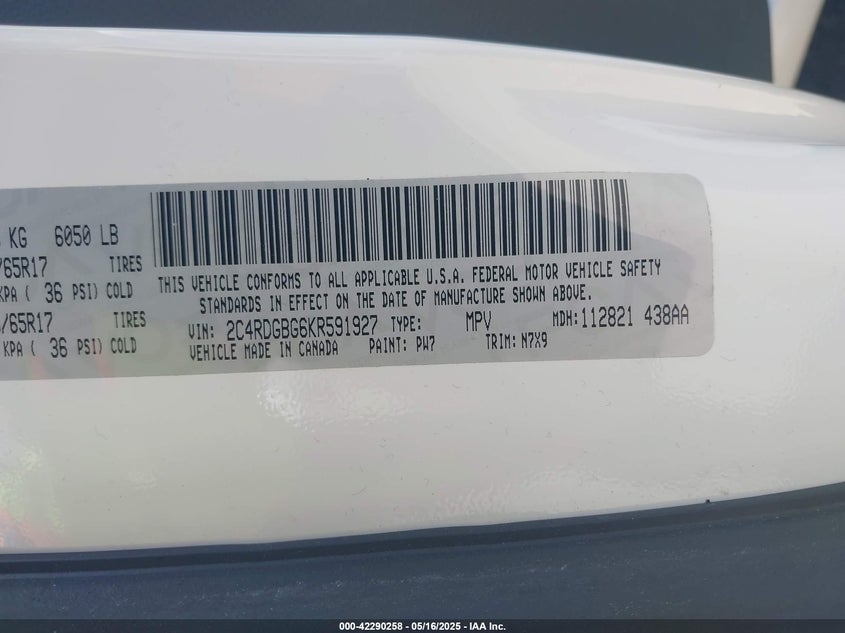 KG 6050 LB
/65R17 TIRES
KPA ( 36 PSI) COLD
/65R17 TIRES
KPA ( 36 PSI) COLD
THIS VEHICLE CONFORMS TO ALL APPLICABLE U.S.A. FEDERAL MOTOR VEHICLE SAFETY
STANDARDS IN EFFECT ON THE DATE OF MANUFACTURE SHOWN ABOVE.
VIN: 2C4RDGBG6KR591927 TYPE: MPV MDH: 112821 438AA
VEHICLE MADE IN CANADA PAINT: PW7 TRIM: N7X9
000-42290258 - 05/16/2025 - IAA Inc.